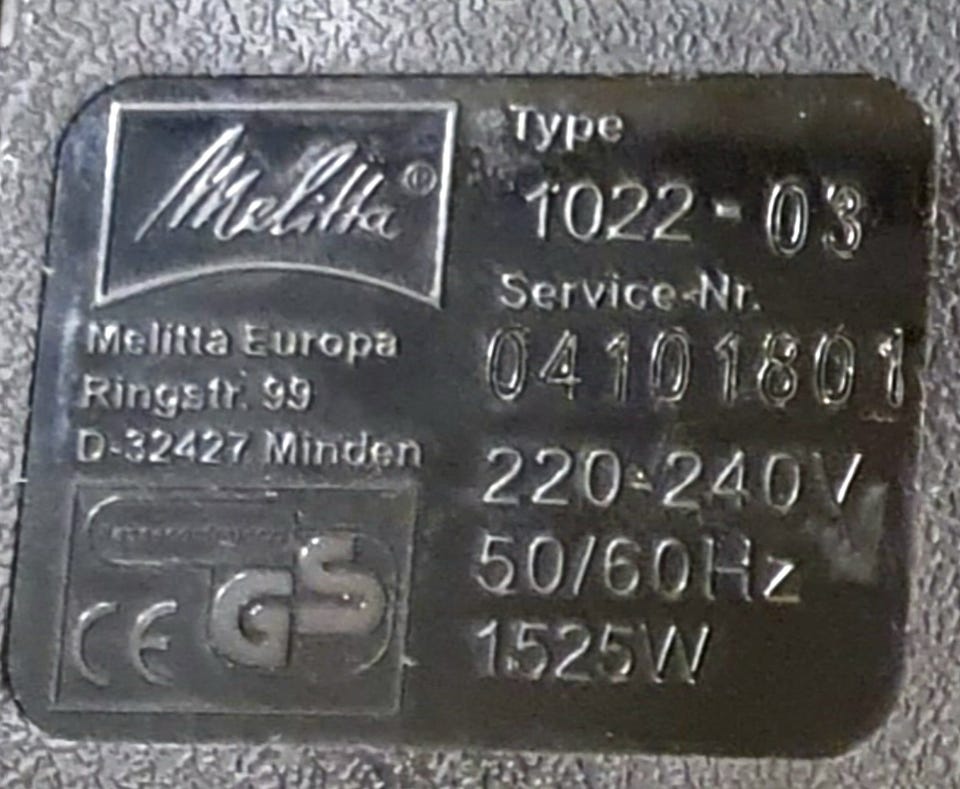 Melitta®
Melitta Europa
Ringstr. 99
D-32427 Minden
CE
GS
Type
1022-03
Service-Nr.
04101801
220-240V
50/60Hz
1525W